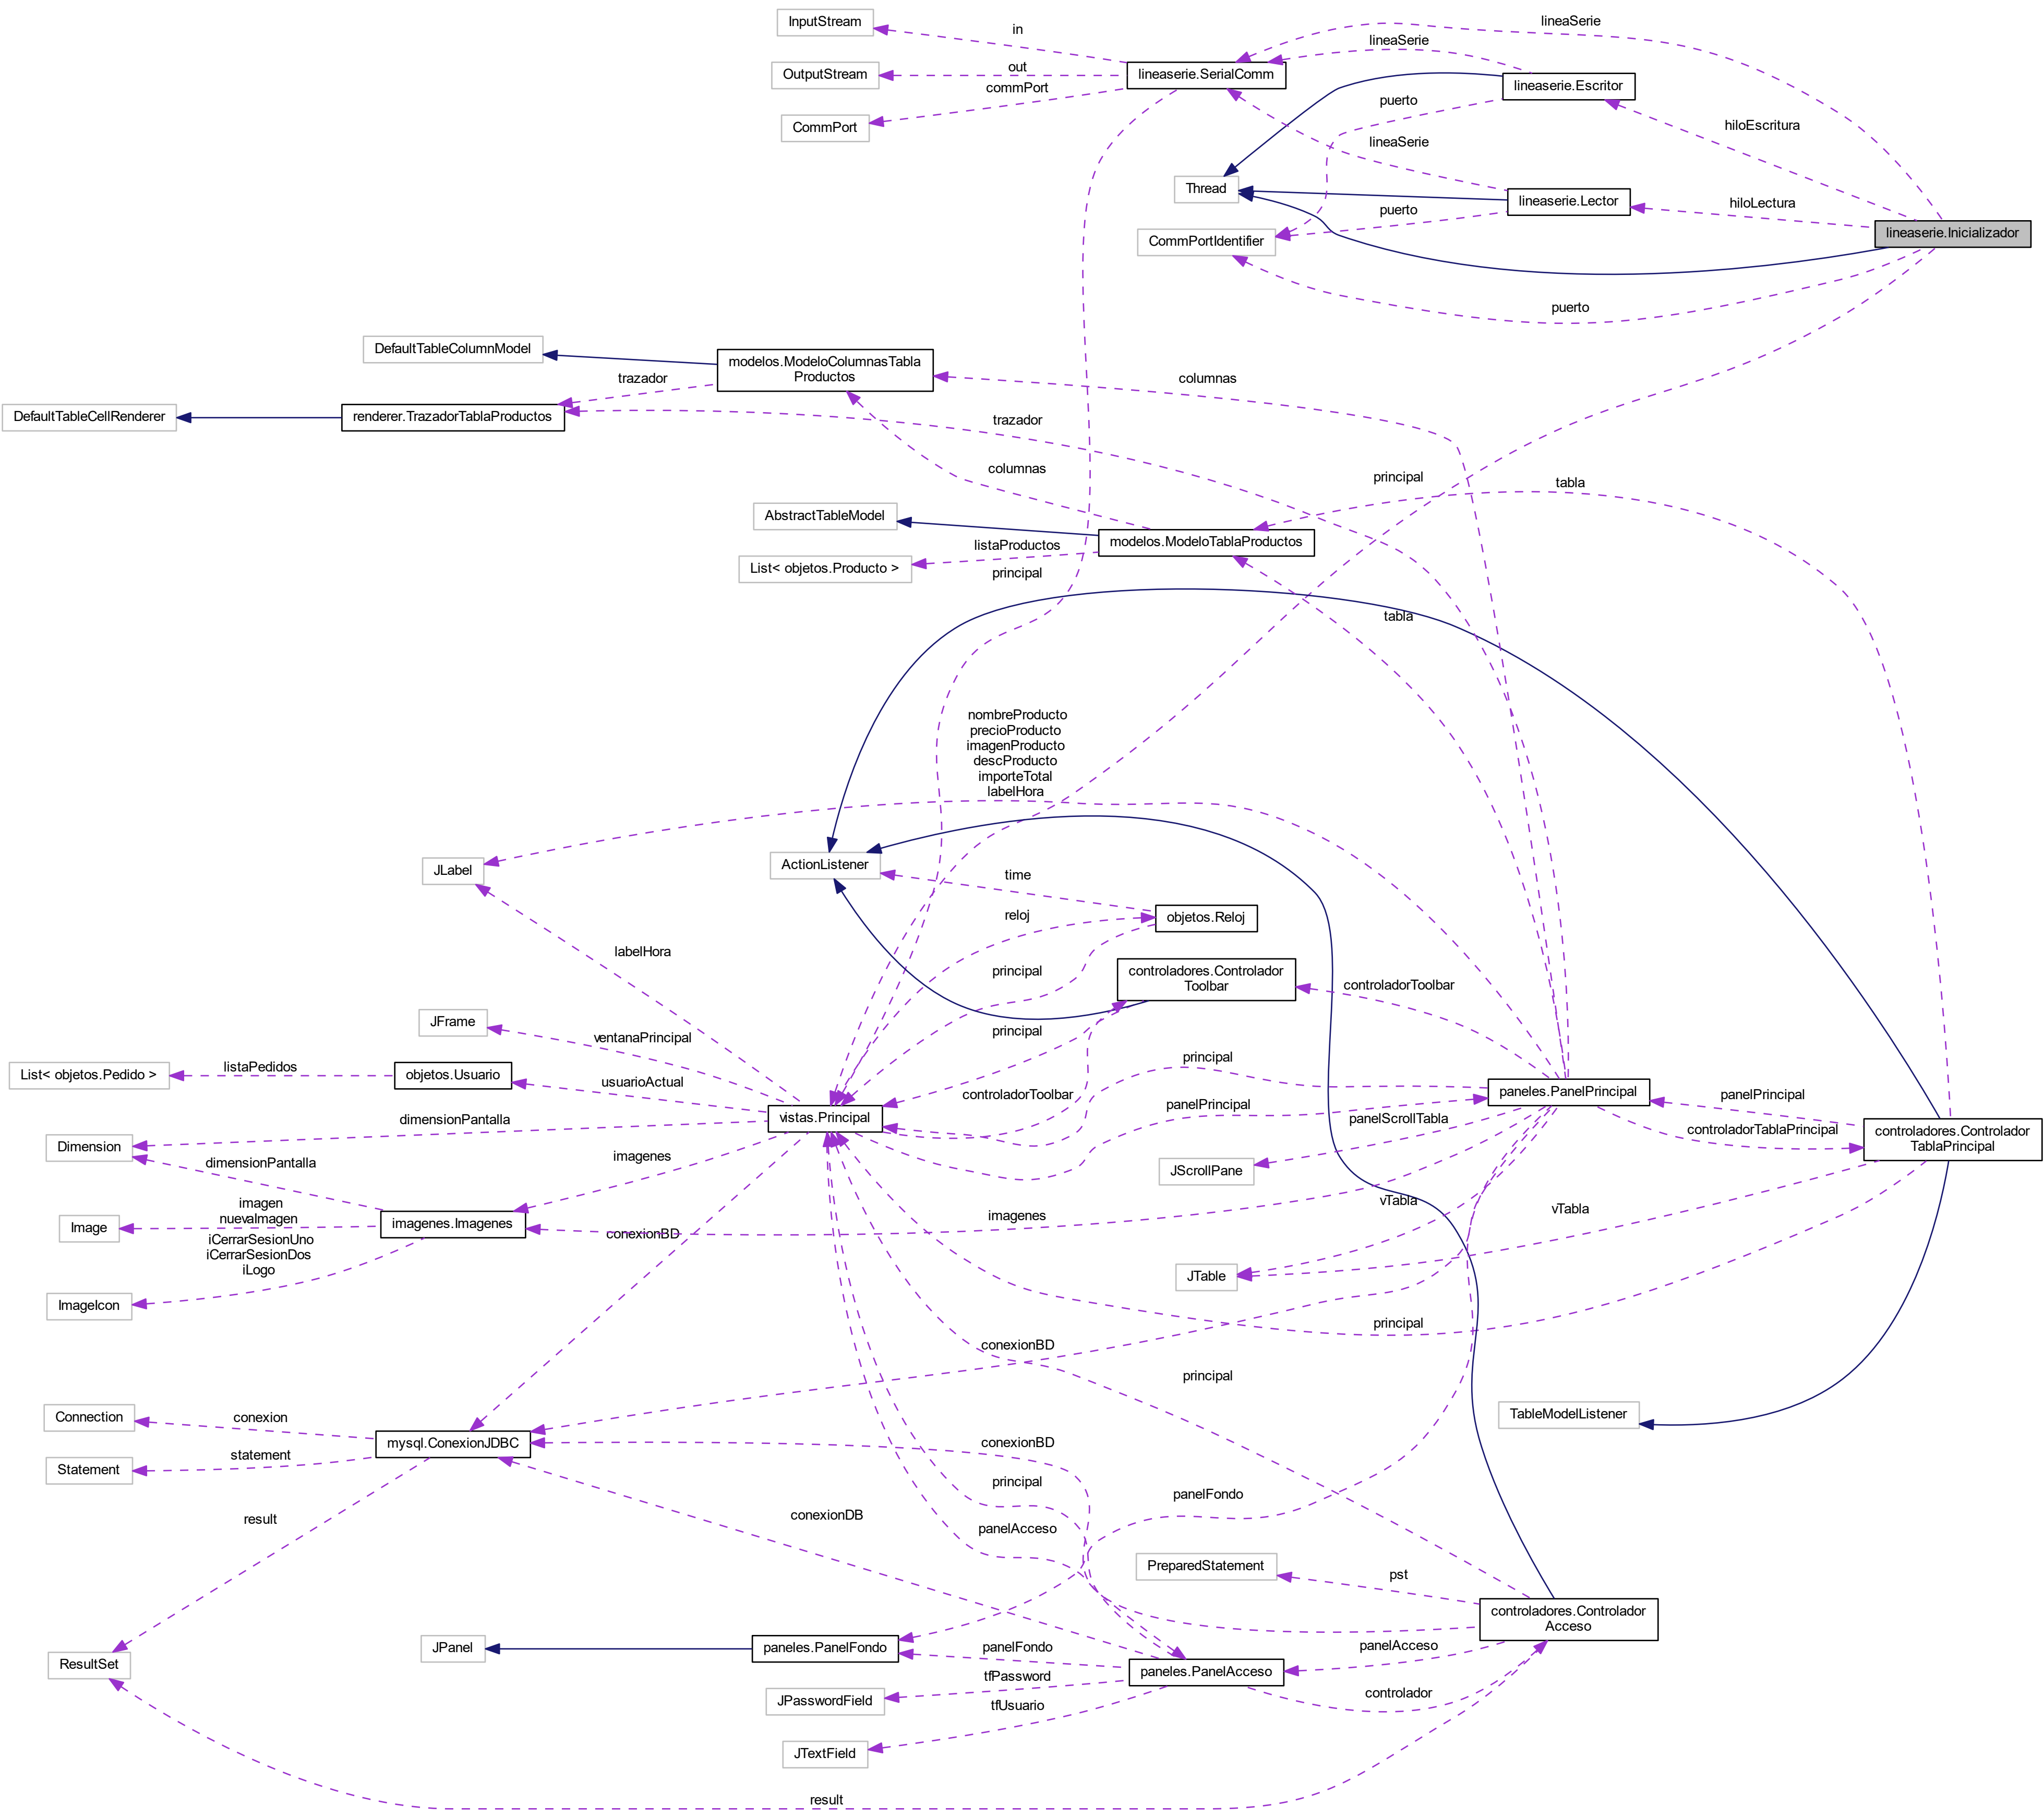 InputStream
in
lineaSerie
lineaSerie
OutputStream
out
lineaserie.SerialComm
commPort
lineaserie.Escritor
puerto
CommPort
hiloEscritura
lineaSerie
Thread
lineaserie.Lector
hiloLectura
puerto
CommPortIdentifier
lineaserie.Inicializador
puerto
DefaultTableColumnModel
modelos.ModeloColumnasTabla
Productos
trazador
columnas
DefaultTableCellRenderer
renderer.TrazadorTablaProductos
trazador
columnas
principal
tabla
AbstractTableModel
modelos.ModeloTablaProductos
listaProductos
List< objetos.Producto >
principal
tabla
nombreProducto
precioProducto
imagenProducto
descProducto
importeTotal
labelHora
JLabel
ActionListener
time
reloj
objetos.Reloj
labelHora
principal
controladores.Controlador
Toolbar
controladorToolbar
JFrame
ventanaPrincipal
principal
List< objetos.Pedido >
listaPedidos
objetos.Usuario
usuarioActual
principal
controladorToolbar
paneles.PanelPrincipal
panelPrincipal
vistas.Principal
panelPrincipal
panelScrollTabla
controladorTablaPrincipal
controladores.Controlador
TablaPrincipal
Dimension
dimensionPantalla
dimensionPantalla
imagenes
JScrollPane
imagen
nuevaImagen
Image
imagenes.Imagenes
imagenes
vTabla
vTabla
iCerrarSesionUno
iCerrarSesionDos
iLogo
conexionBD
JTable
ImageIcon
principal
conexionBD
principal
Connection
conexion
TableModelListener
mysql.ConexionJDBC
conexionBD
Statement
statement
principal
panelFondo
result
conexionDB
panelAcceso
PreparedStatement
pst
controladores.Controlador
Acceso
JPanel
paneles.PanelFondo
panelFondo
panelAcceso
ResultSet
paneles.PanelAcceso
tfPassword
JPasswordField
controlador
tfUsuario
JTextField
result